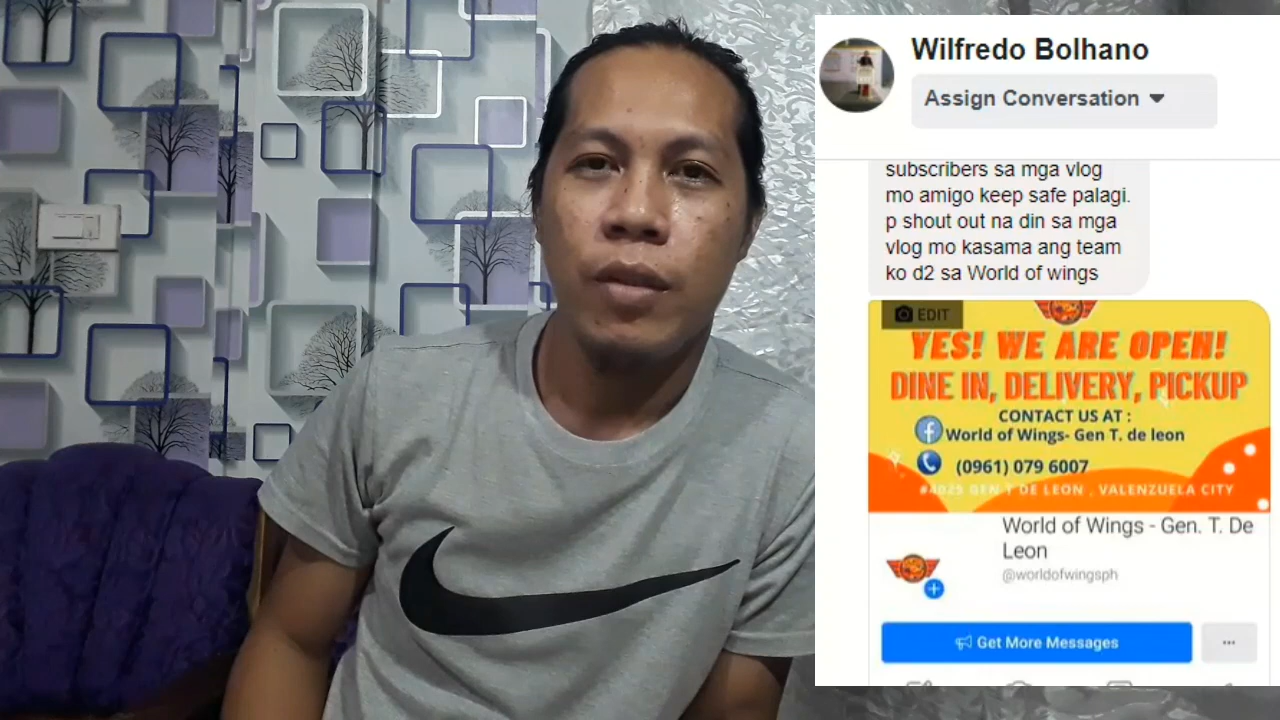 Wilfredo Bolhano
Assign Conversation
subscribers sa mga vlog
mo amigo keep safe palagi.
p shout out na din sa mga
vlog mo kasama ang team
ko d2 sa World of wings
EDIT
YES! WE ARE OPEN!
DINE IN, DELIVERY, PICKUP
CONTACT US AT :
World of Wings- Gen T. de leon
(0961) 079 6007
#4025 GEN T DE LEON , VALENZUELA CITY
World of Wings - Gen. T. De
Leon
@worldofwingsph
Get More Messages